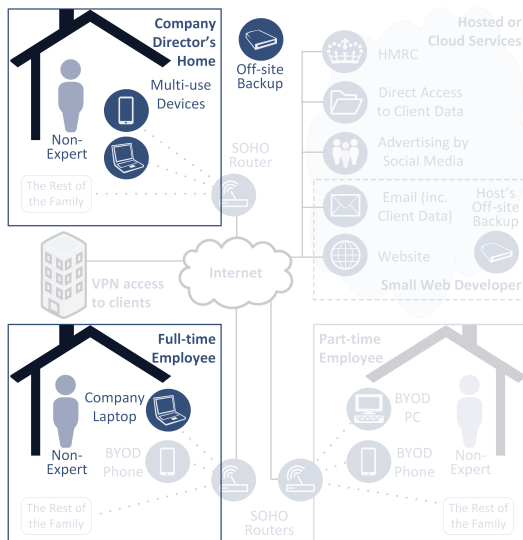 Company
Director's
Home
Multi-use
Devices
Non-
Expert
The Rest of
the Family
Off-site
Backup
SOHO
Router
Hosted or
Cloud Services
HMRC
Direct Access
to Client Data
Advertising by
Social Media
Email (inc.
Client Data)
Host's
Off-site
Backup
Website
Small Web Developer
VPN access
to clients
Internet
Full-time
Employee
Company
Laptop
Non-
Expert
BYOD
Phone
The Rest of
the Family
SOHO
Routers
Part-time
Employee
BYOD
PC
BYOD
Phone
Non-
Expert
The Rest of
the Family